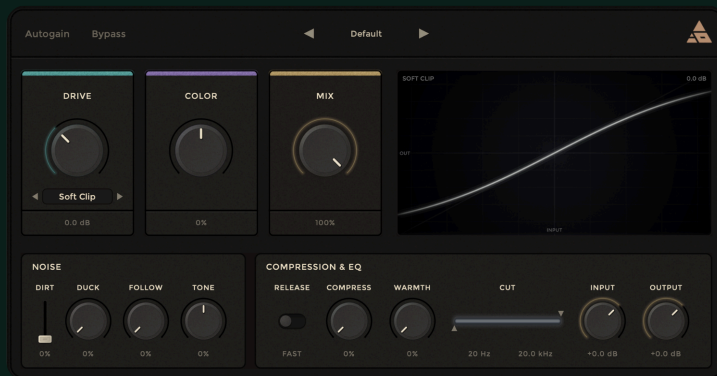 Autogain Bypass Default
DRIVE COLOR MIX
SOFT CLIP 0.0 dB
OUT
INPUT
Soft Clip
0.0 dB 0% 100%
NOISE
DIRT DUCK FOLLOW TONE
0% 0% 0% 0%
COMPRESSION & EQ
RELEASE COMPRESS WARMTH CUT INPUT OUTPUT
FAST 0% 0% 20 Hz 20.0 kHz +0.0 dB +0.0 dB